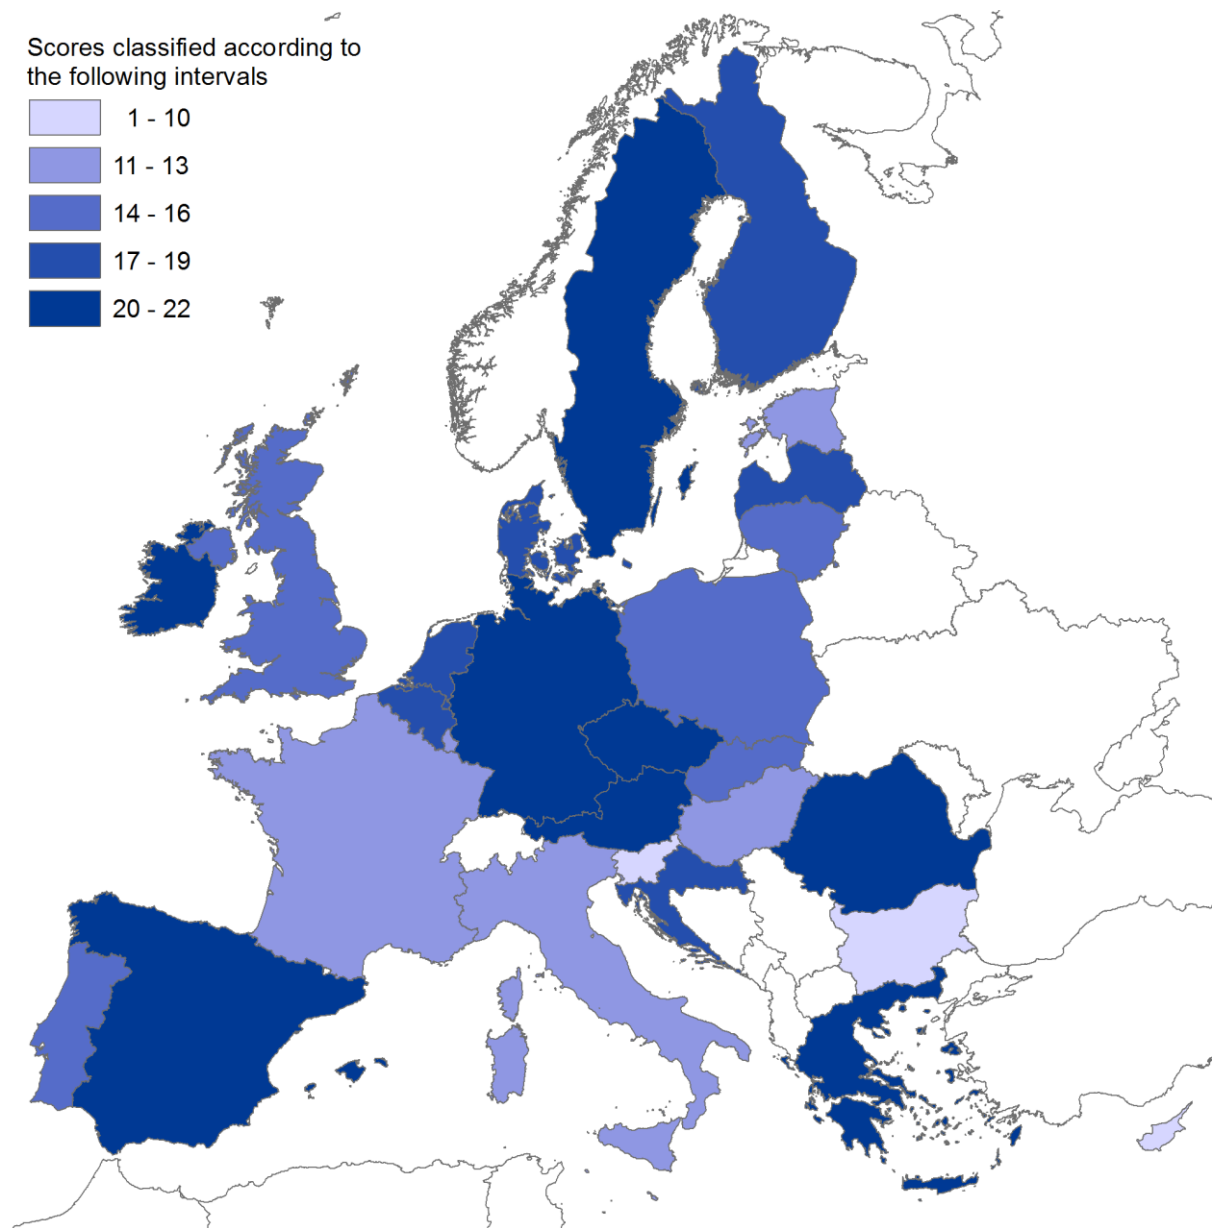 Scores classified according to
the following intervals
1 - 10
11 - 13
14 - 16
17 - 19
20 - 22